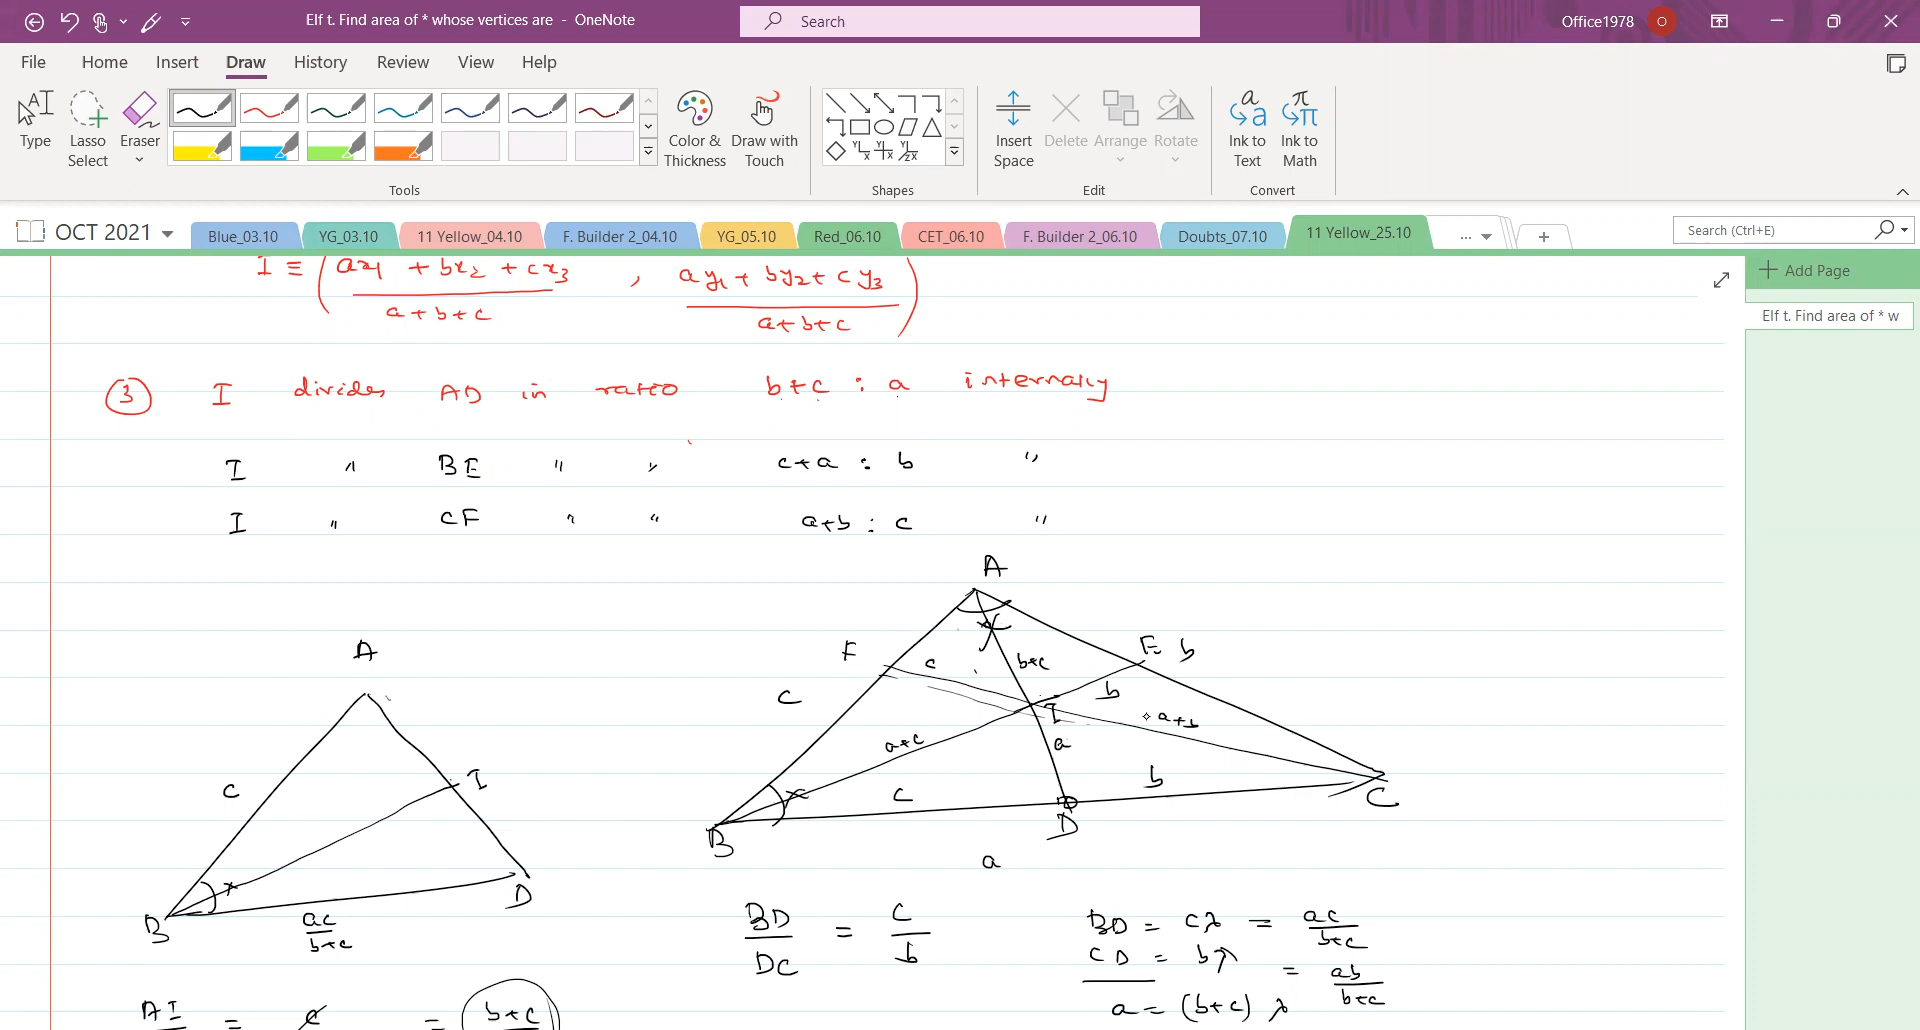 Elf t. Find area of * whose vertices are - OneNote
Search
Office1978
O
File Home Insert Draw History Review View Help
Type
Lasso Select
Eraser
Color & Thickness
Draw with Touch
Insert Space
Delete
Arrange
Rotate
Ink to Text
Ink to Math
Tools
Shapes
Edit
Convert
OCT 2021
Blue_03.10
YG_03.10
11 Yellow_04.10
F. Builder 2_04.10
YG_05.10
Red_06.10
CET_06.10
F. Builder 2_06.10
Doubts_07.10
11 Yellow_25.10
...
Search (Ctrl+E)
Add Page
Elf t. Find area of * w
I ≡ ( ax₁ + bx₂ + cx₃ / a+b+c , ay₁ + by₂ + cy₃ / a+b+c )
③ I divides AD in ratio b+c : a internally
I " BE " " c+a : b "
I " CF " " a+b : c "
A
C
I
B
D
ac / b+c
A
F
E b
c
b+c
C
b
I
a+b
a+c
a
c
b
B
D
C
a
BD / DC = c / b
BD = cλ = ac / b+c
CD = bλ = ab / b+c
a = (b+c) λ
AI = c = b+c